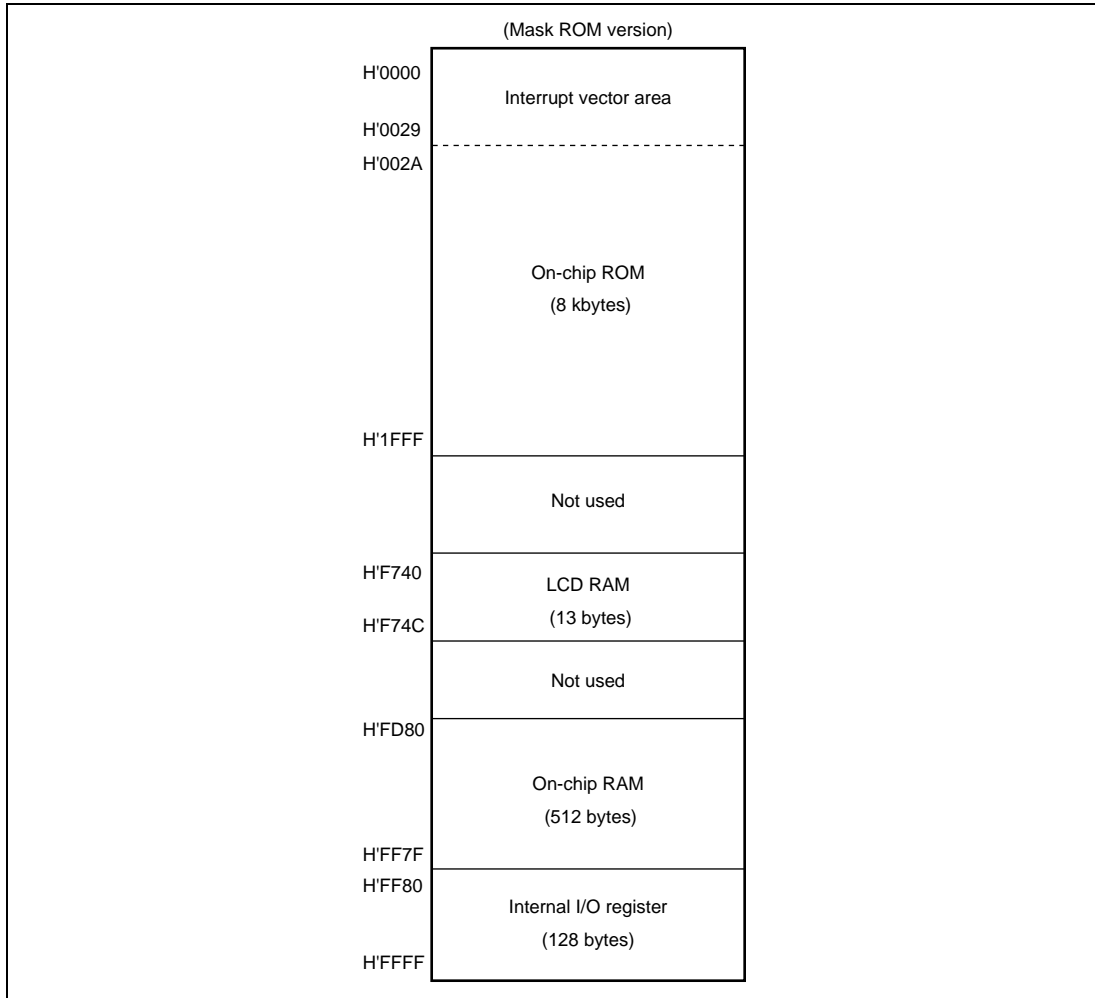 (Mask ROM version)
H'0000
Interrupt vector area
H'0029
H'002A
On-chip ROM
(8 kbytes)
H'1FFF
Not used
H'F740
LCD RAM
(13 bytes)
H'F74C
Not used
H'FD80
On-chip RAM
(512 bytes)
H'FF7F
H'FF80
Internal I/O register
(128 bytes)
H'FFFF